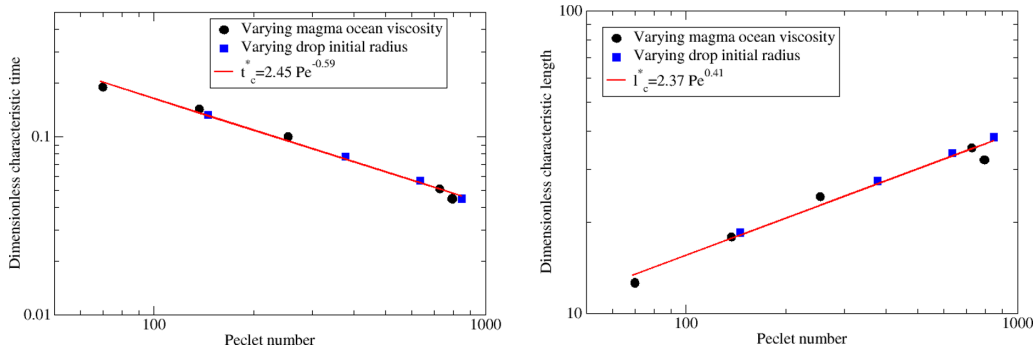 Varying magma ocean viscosity
Varying drop initial radius
t*c=2.45 Pe-0.59
0.1
0.01
100
1000
Peclet number
Dimensionless characteristic time
100
Varying magma ocean viscosity
Varying drop initial radius
l*c=2.37 Pe0.41
10
100
1000
Peclet number
Dimensionless characteristic length